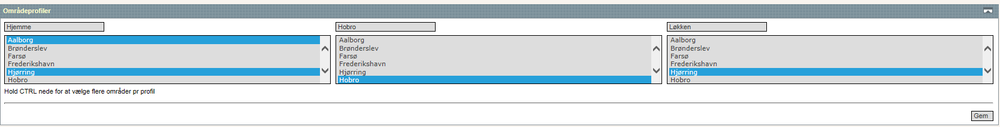 Områdeprofiler
Hjemme
Aalborg
Brønderslev
Farsø
Frederikshavn
Hjørring
Hobro
Hobro
Aalborg
Brønderslev
Farsø
Frederikshavn
Hjørring
Hobro
Løkken
Aalborg
Brønderslev
Farsø
Frederikshavn
Hjørring
Hobro
Hold CTRL nede for at vælge flere områder pr profil
Gem